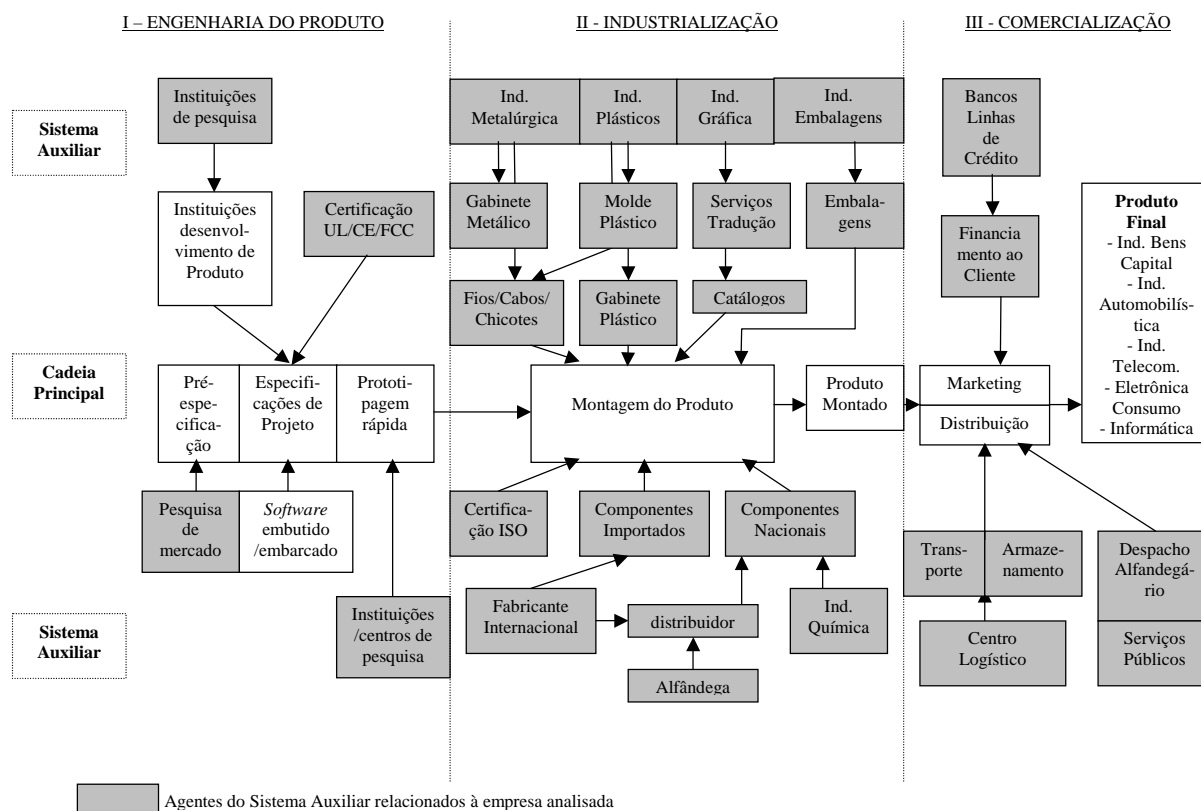 I – ENGENHARIA DO PRODUTO
II - INDUSTRIALIZAÇÃO
III - COMERCIALIZAÇÃO
Sistema
Auxiliar
Instituições
de pesquisa
Ind.
Metalúrgica
Ind.
Plásticos
Ind.
Gráfica
Ind.
Embalagens
Bancos
Linhas
de
Crédito
Instituições
desenvol-
vimento de
Produto
Certificação
UL/CE/FCC
Gabinete
Metálico
Molde
Plástico
Serviços
Tradução
Embala-
gens
Financia
mento ao
Cliente
Fios/Cabos/
Chicotes
Gabinete
Plástico
Catálogos
Produto
Final
- Ind. Bens
Capital
- Ind.
Automobilís-
tica
- Ind.
Telecom.
- Eletrônica
Consumo
- Informática
Cadeia
Principal
Pré-
espe-
cifica-
ção
Especifi-
cações de
Projeto
Prototi-
pagem
rápida
Montagem do Produto
Produto
Montado
Marketing
Distribuição
Pesquisa
de
mercado
Software
embutido
/embarcado
Certifica-
ção ISO
Componentes
Importados
Componentes
Nacionais
Trans-
porte
Armaze-
namento
Despacho
Alfandegá-
rio
Sistema
Auxiliar
Instituições
/centros de
pesquisa
Fabricante
Internacional
distribuidor
Ind.
Química
Alfândega
Centro
Logístico
Serviços
Públicos
Agentes do Sistema Auxiliar relacionados à empresa analisada